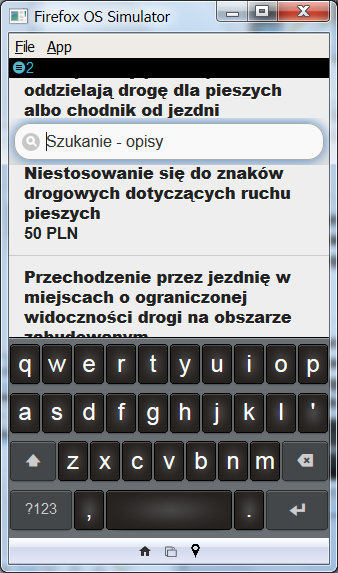 Firefox OS Simulator
File App
2
oddzielają drogę dla pieszych
albo chodnik od jezdni
Szukanie - opisy
Niestosowanie się do znaków
drogowych dotyczących ruchu
pieszych
50 PLN
Przechodzenie przez jezdnię w
miejscach o ograniczonej
widoczności drogi na obszarze
zabudowanym
q w e r t y u i o p
a s d f g h j k l '
z x c v b n m
?123 , .